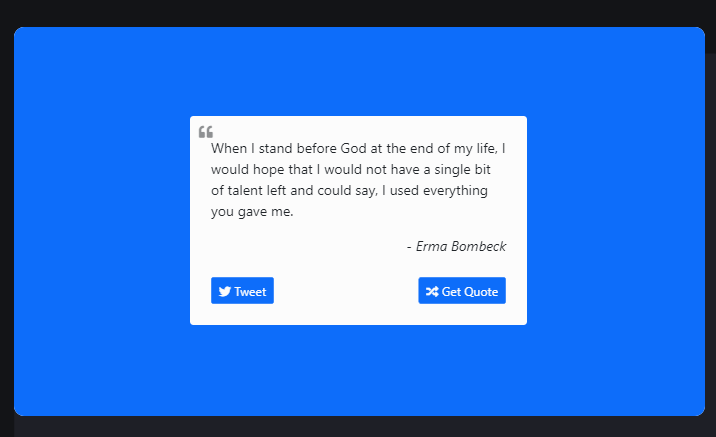 When I stand before God at the end of my life, I
would hope that I would not have a single bit
of talent left and could say, I used everything
you gave me.
- Erma Bombeck
Tweet
Get Quote